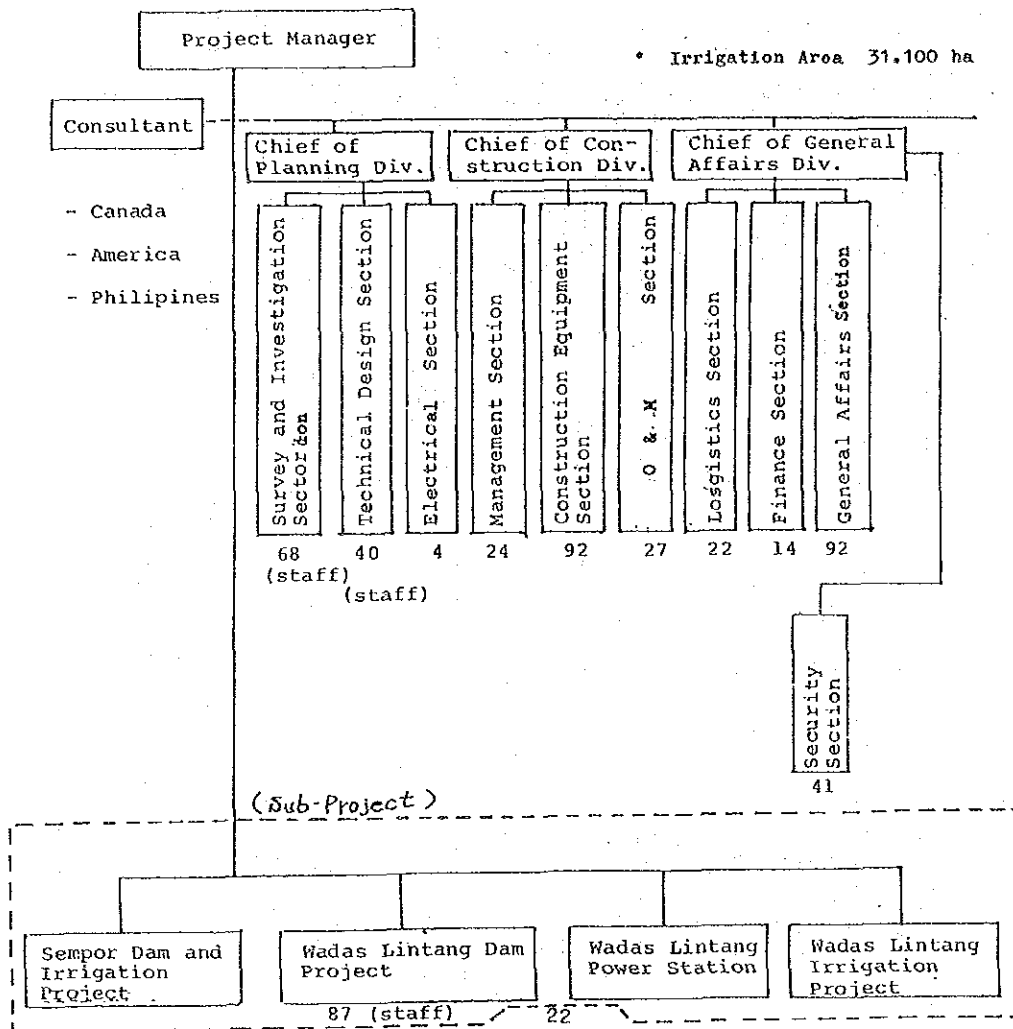 Project Manager
* Irrigation Area 31.100 ha
Consultant
- Canada
- America
- Philipines
Chief of
Planning Div.
Chief of Con-
struction Div.
Chief of General
Affairs Div.
Survey and Investigation
Section
Technical Design Section
Electrical Section
Management Section
Construction Equipment
Section
O & M Section
Losgistics Section
Finance Section
General Affairs Section
68
(staff)
40
(staff)
4
24
92
27
22
14
92
Security
Section
41
(Sub-Project)
Sempor Dam and
Irrigation
Project
Wadas Lintang Dam
Project
Wadas Lintang
Power Station
Wadas Lintang
Irrigation
Project
87 (staff)
22